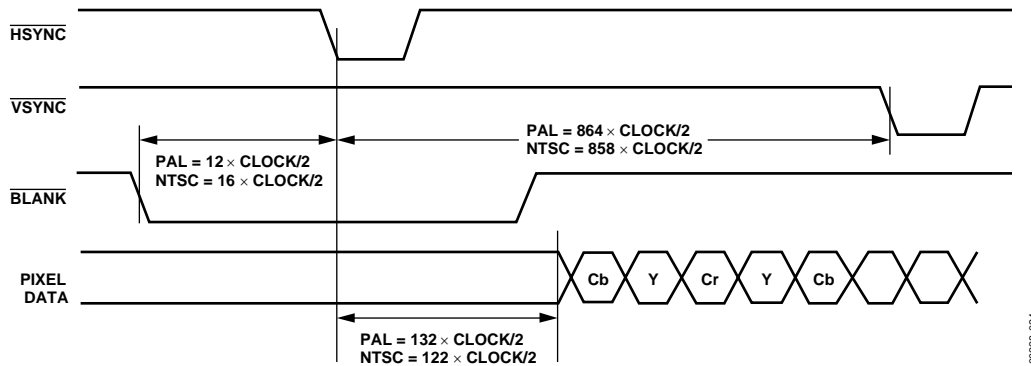 HSYNC
VSYNC
PAL = 864 × CLOCK/2
NTSC = 858 × CLOCK/2
PAL = 12 × CLOCK/2
NTSC = 16 × CLOCK/2
BLANK
PIXEL
DATA
Cb Y Cr Y Cb
PAL = 132 × CLOCK/2
NTSC = 122 × CLOCK/2